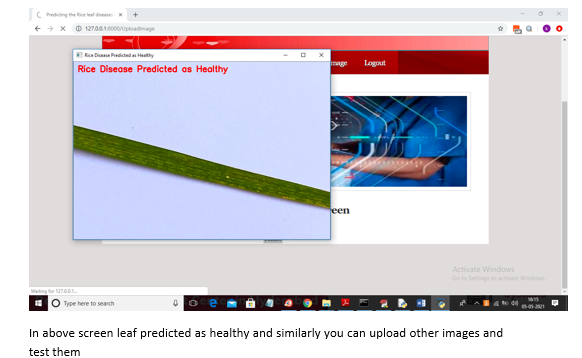 Predicting the Rice leaf disease:
127.0.0.1:8000/UploadImage
Rice Disease Predicted as Healthy
Rice Disease Predicted as Healthy
mage Logout
een
Activate Windows
Go to Settings to activate Windows.
Waiting for 127.0.0.1...
Type here to search
16:15
05-05-2021
In above screen leaf predicted as healthy and similarly you can upload other images and
test them